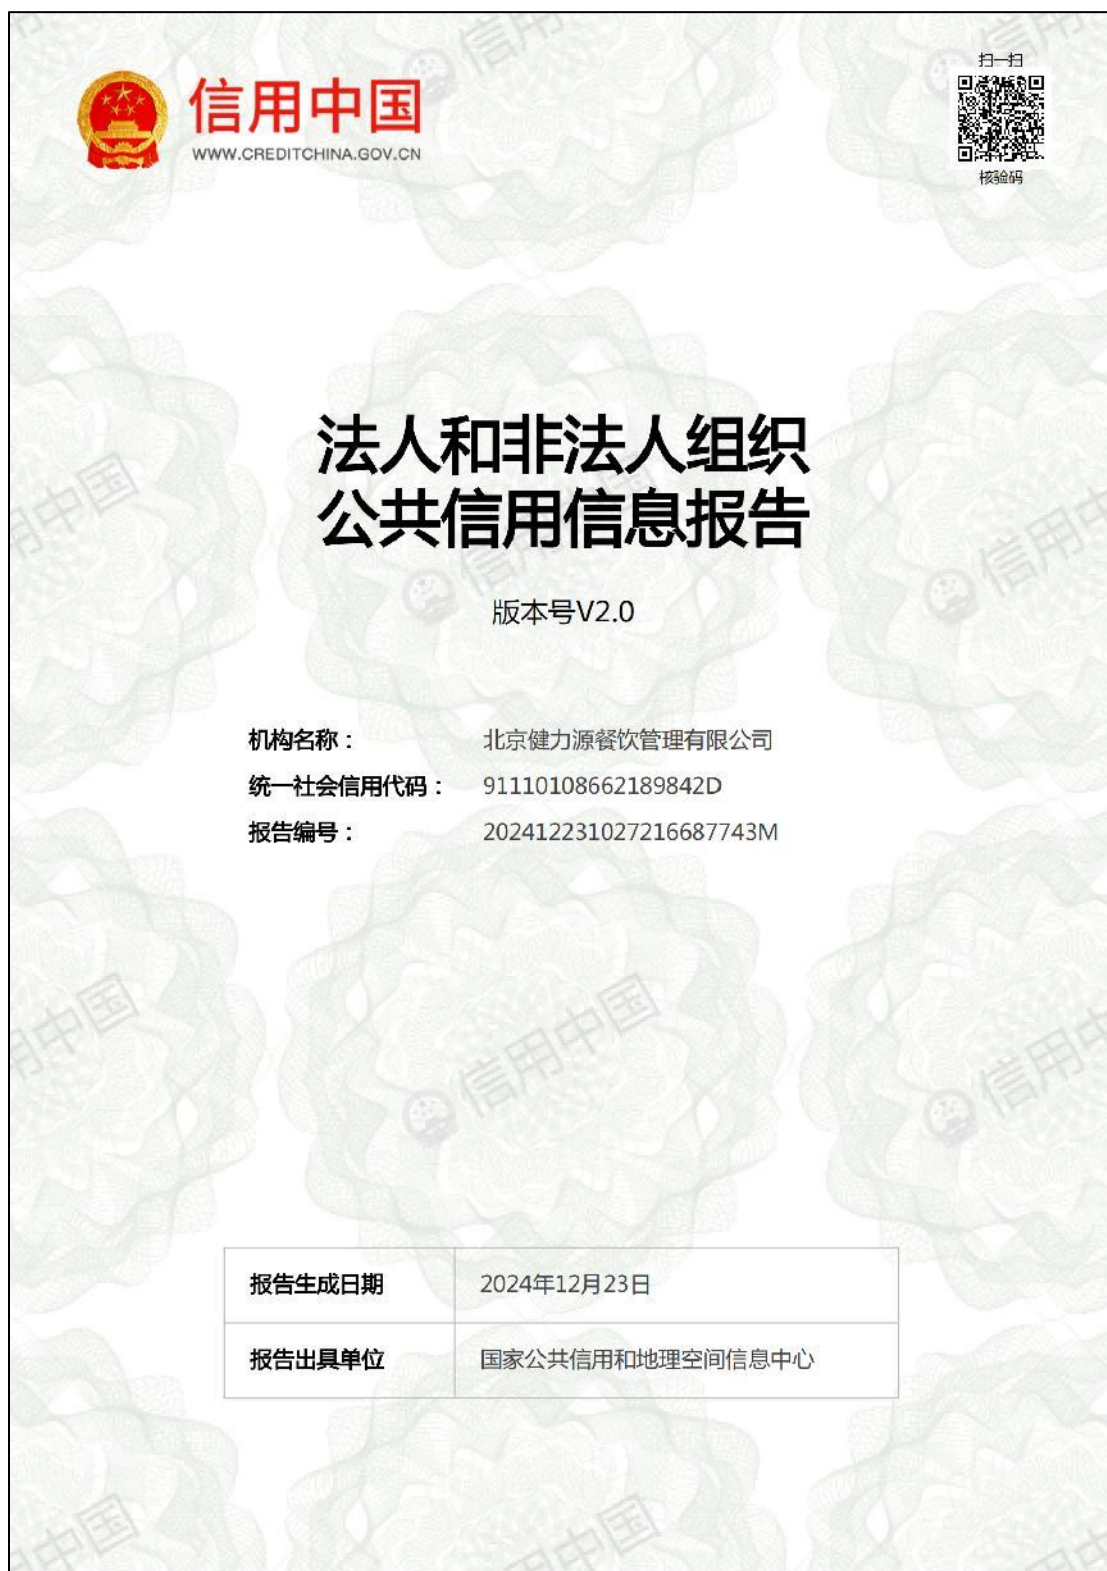 信用中国
WWW.CREDITCHINA.GOV.CN
扫一扫
核验码
法人和非法人组织
公共信用信息报告
版本号V2.0
机构名称： 北京健力源餐饮管理有限公司
统一社会信用代码： 91110108662189842D
报告编号： 202412231027216687743M
报告生成日期 2024年12月23日
报告出具单位 国家公共信用和地理空间信息中心